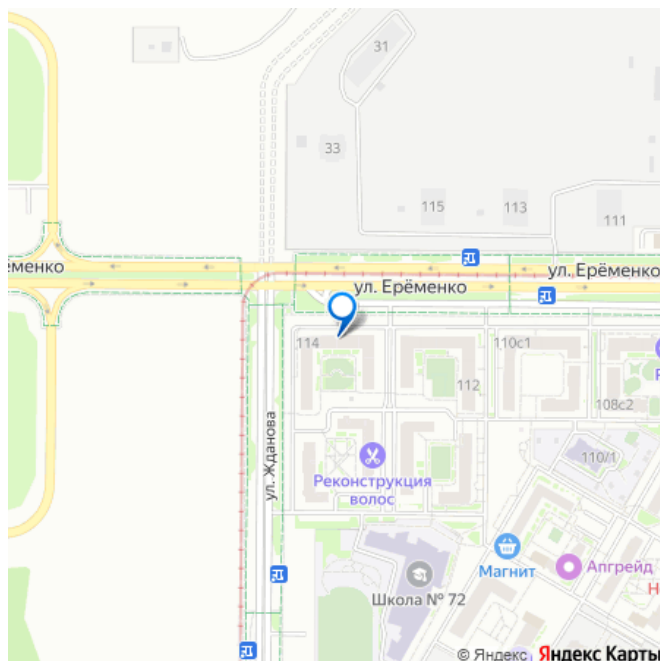 31
33
115
113
111
ул. Ерёменко
ул. Ерёменко
114
110с1
112
108с2
ул. Жданова
110/1
Реконструкция
волос
Магнит
Апгрейд
Школа № 72
© Яндекс Яндекс Карты